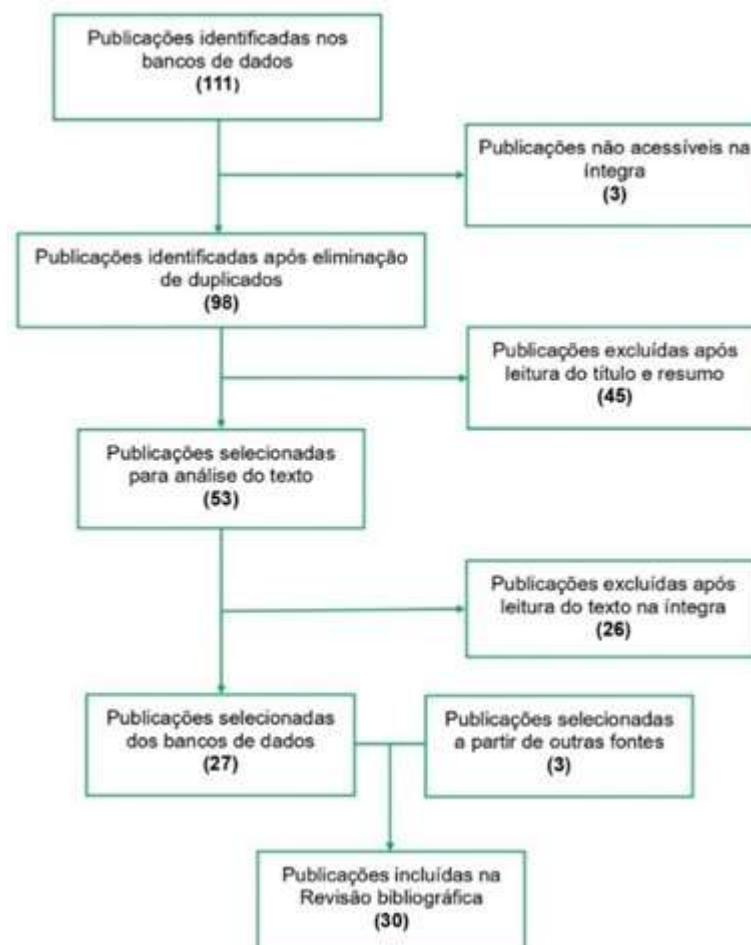 Publicações identificadas nos
bancos de dados
(111)
Publicações não acessíveis na
íntegra
(3)
Publicações identificadas após eliminação
de duplicados
(98)
Publicações excluídas após
leitura do título e resumo
(45)
Publicações selecionadas
para análise do texto
(53)
Publicações excluídas após
leitura do texto na íntegra
(26)
Publicações selecionadas
dos bancos de dados
(27)
Publicações selecionadas
a partir de outras fontes
(3)
Publicações incluídas na
Revisão bibliográfica
(30)